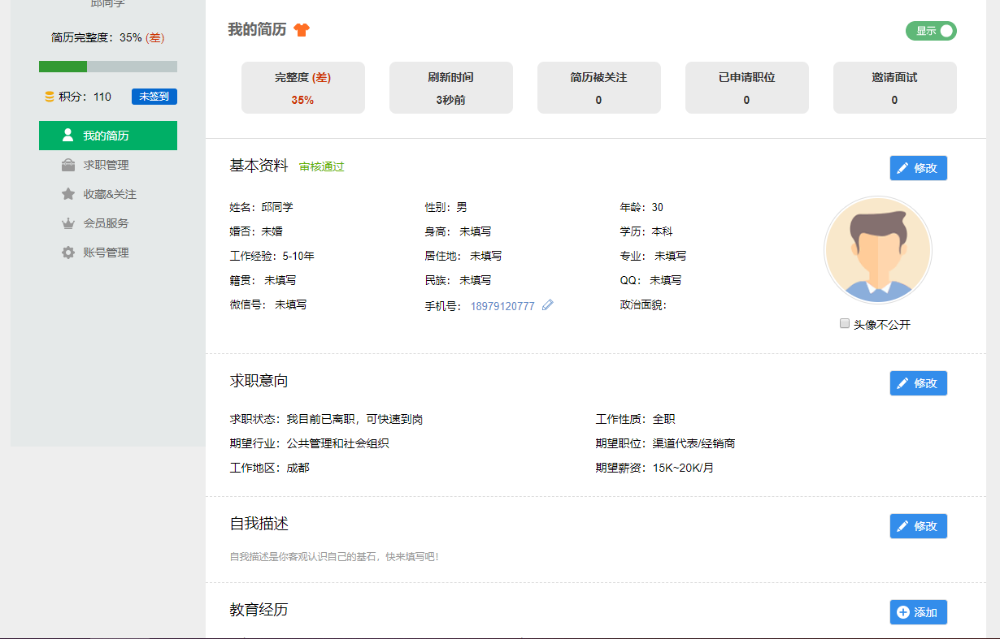 邱同学
简历完整度：35% (差)
积分：110 未签到
我的简历
求职管理
收藏&关注
会员服务
账号管理
我的简历 显示
完整度 (差) 刷新时间 简历被关注 已申请职位 邀请面试
35% 3秒前 0 0 0
基本资料 审核通过 修改
姓名：邱同学 性别：男 年龄：30
婚否：未婚 身高： 未填写 学历：本科
工作经验：5-10年 居住地： 未填写 专业： 未填写
籍贯： 未填写 民族： 未填写 QQ： 未填写
微信号： 未填写 手机号： 18979120777 政治面貌：
头像不公开
求职意向 修改
求职状态：我目前已离职，可快速到岗 工作性质：全职
期望行业：公共管理和社会组织 期望职位：渠道代表/经销商
工作地区：成都 期望薪资：15K~20K/月
自我描述 修改
自我描述是你客观认识自己的基石，快来填写吧！
教育经历 添加